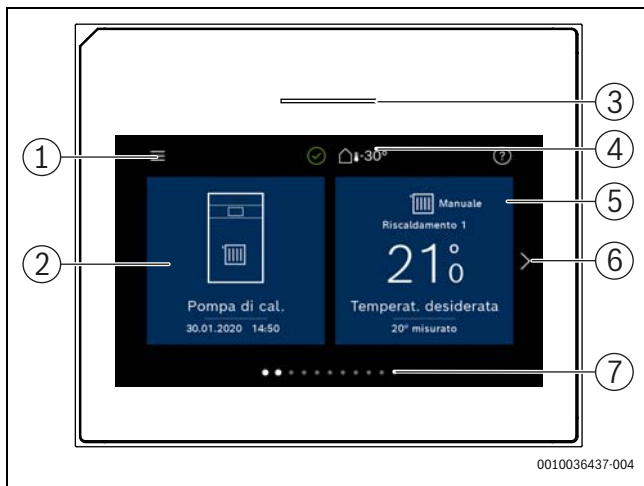 3
1
4
-30°
?
5
Manuale
Riscaldamento 1
2
21°0
6
Pompa di cal.
Temperat. desiderata
30.01.2020 14:50
20° misurato
7
0010036437-004